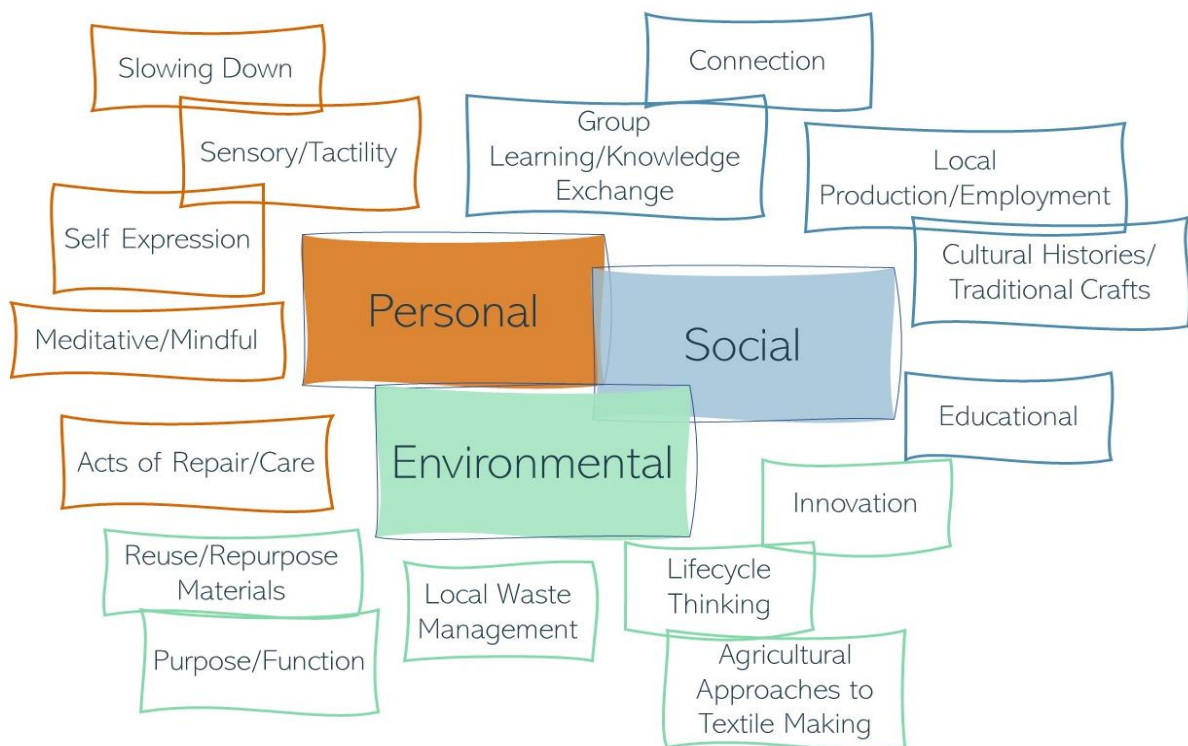 Slowing Down
Sensory/Tactility
Self Expression
Meditative/Mindful
Acts of Repair/Care
Connection
Group
Learning/Knowledge
Exchange
Local
Production/Employment
Cultural Histories/
Traditional Crafts
Educational
Personal
Social
Environmental
Innovation
Reuse/Repurpose
Materials
Purpose/Function
Local Waste
Management
Lifecycle
Thinking
Agricultural
Approaches to
Textile Making